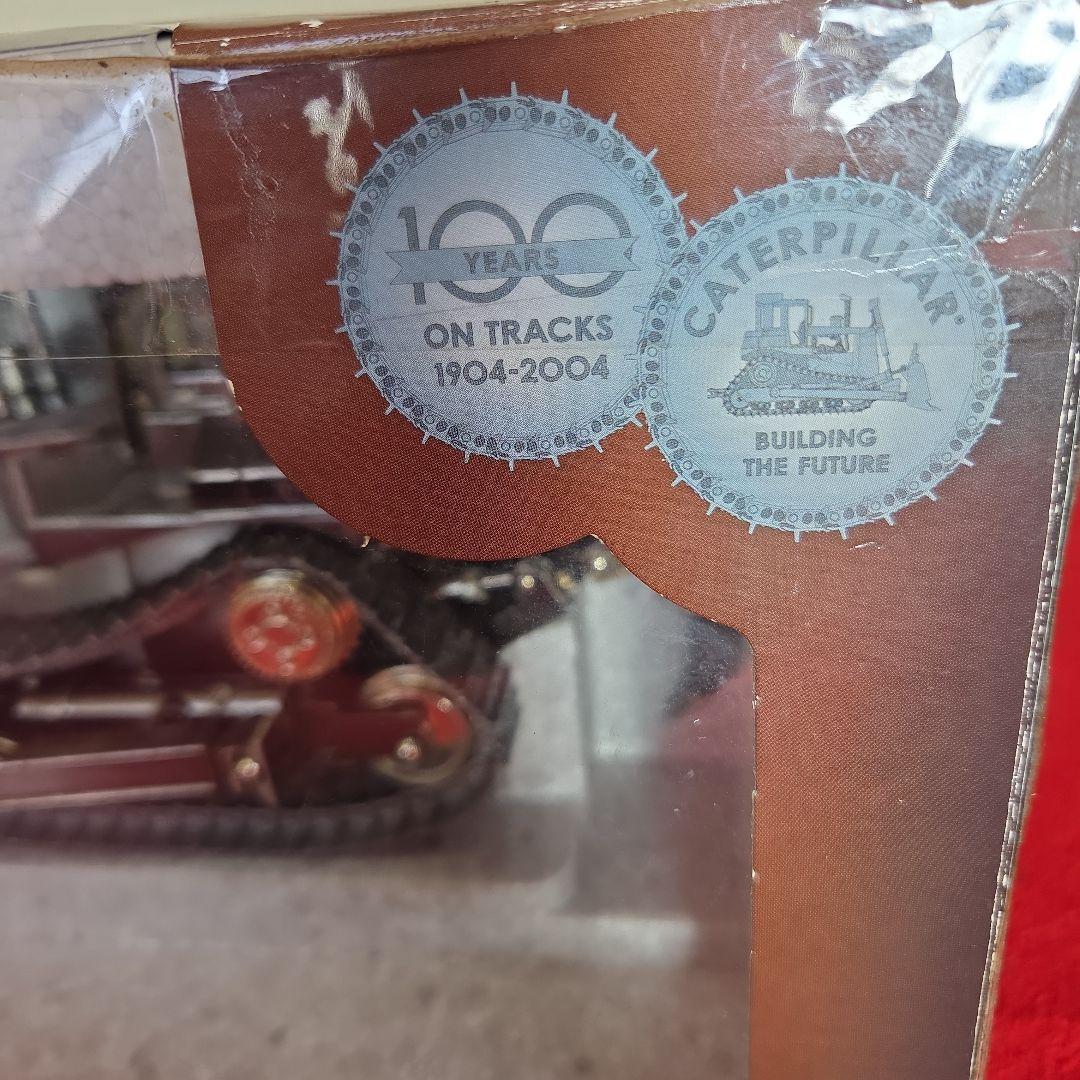 100
YEARS
ON TRACKS
1904-2004
CATERPILLAR®
BUILDING
THE FUTURE